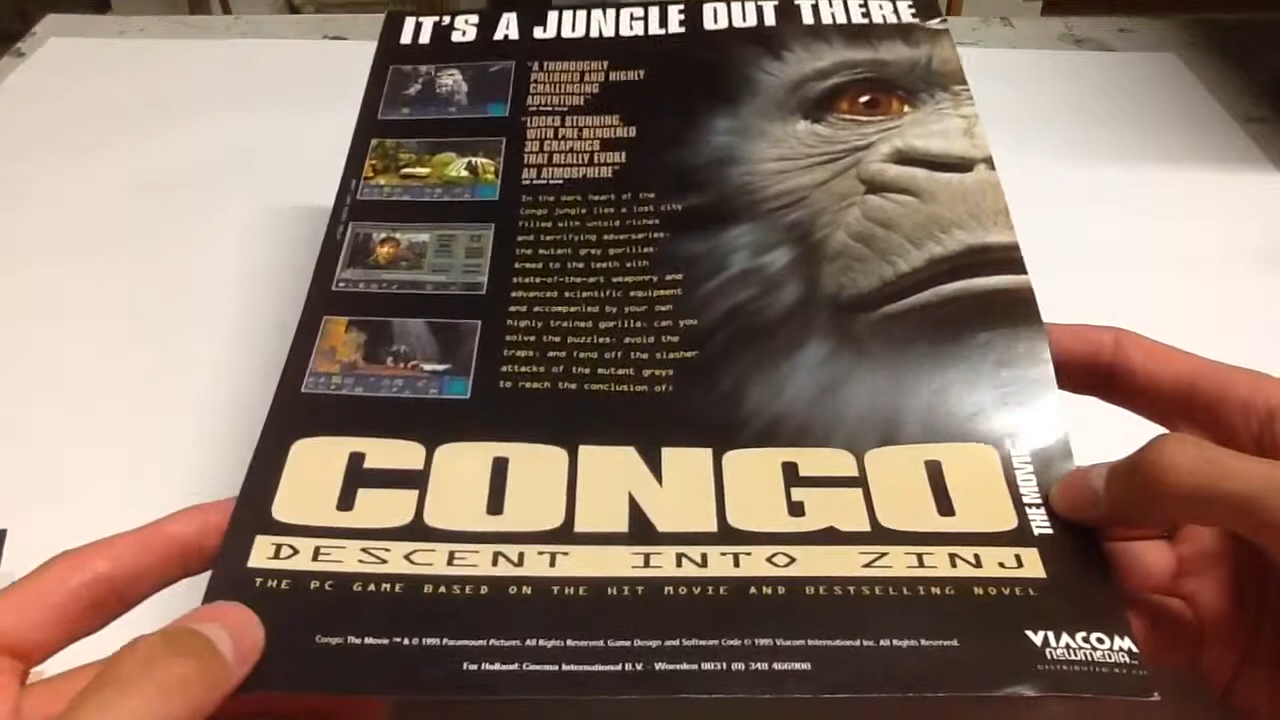 IT'S A JUNGLE OUT THERE
"A THOROUGHLY
POLISHED AND HIGHLY
CHALLENGING
ADVENTURE"
"LOOKS STUNNING,
WITH PRE-RENDERED
3D GRAPHICS
THAT REALLY EVOKE
AN ATMOSPHERE"
In the dark heart of the
Congo jungle lies a lost city
filled with untold riches
and terrifying adversaries:
the mutant grey gorillas.
Armed to the teeth with
state-of-the-art weaponry and
advanced scientific equipment
and accompanied by your own
highly trained gorilla, can you
solve the puzzles, avoid the
traps, and fend off the slasher
attacks of the mutant greys
to reach the conclusion of:
CONGO
THE MOVIE
DESCENT INTO ZINJ
THE PC GAME BASED ON THE HIT MOVIE AND BESTSELLING NOVEL
Congo: The Movie ™ & © 1995 Paramount Pictures. All Rights Reserved. Game Design and Software Code © 1995 Viacom International Inc. All Rights Reserved.
For Holland: Cinema International B.V. - Woerden 0031 (0) 348 466900
VIACOM
NEWMEDIA™
DISTRIBUTED BY